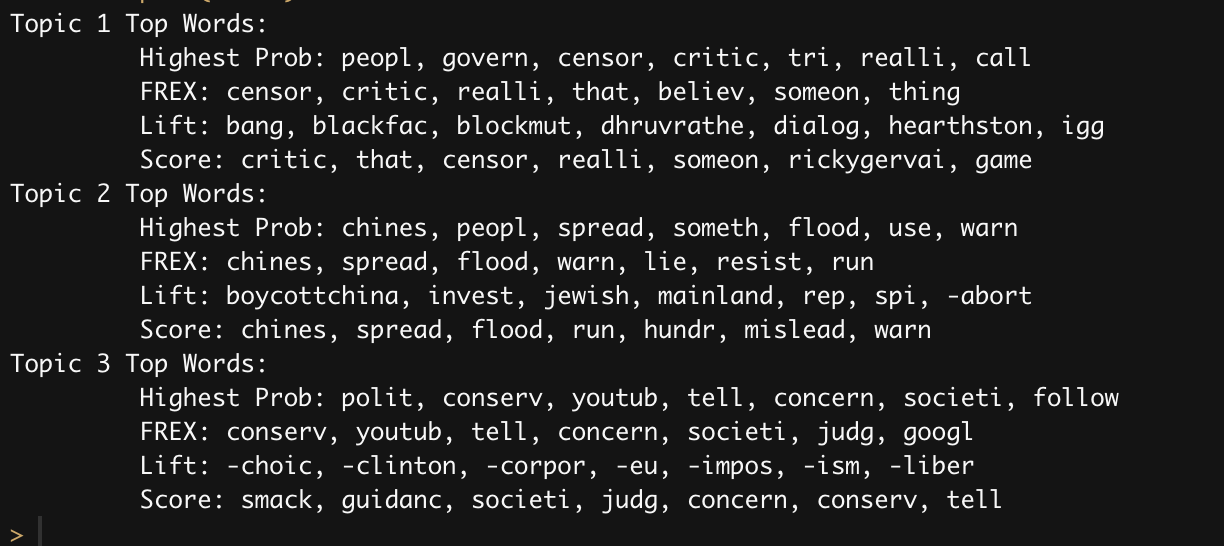 Topic 1 Top Words:
Highest Prob: peopl, govern, censor, critic, tri, realli, call
FREX: censor, critic, realli, that, believ, someon, thing
Lift: bang, blackfac, blockmut, dhruvrathe, dialog, hearthston, igg
Score: critic, that, censor, realli, someon, rickygervai, game
Topic 2 Top Words:
Highest Prob: chines, peopl, spread, someth, flood, use, warn
FREX: chines, spread, flood, warn, lie, resist, run
Lift: boycottchina, invest, jewish, mainland, rep, spi, -abort
Score: chines, spread, flood, run, hundr, mislead, warn
Topic 3 Top Words:
Highest Prob: polit, conserv, youtub, tell, concern, societi, follow
FREX: conserv, youtub, tell, concern, societi, judg, googl
Lift: -choic, -clinton, -corpor, -eu, -impos, -ism, -liber
Score: smack, guidanc, societi, judg, concern, conserv, tell
>